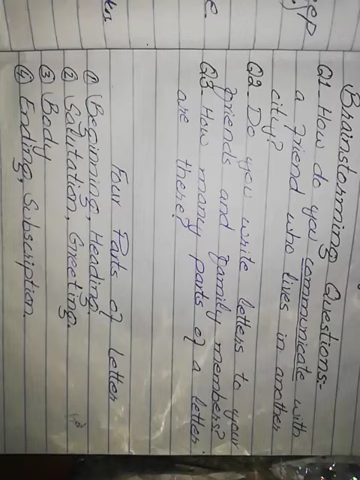 Brainstorming Questions:-
Q1- How do you communicate with
a friend who lives in another
city?
Q2- Do you write letters to your
friends and family members?
Q3- How many parts of a letter
are there?
Four Parts of Letter
① Beginning, Heading
② Salutation, Greeting.
③ Body
④ Ending, Subscription.